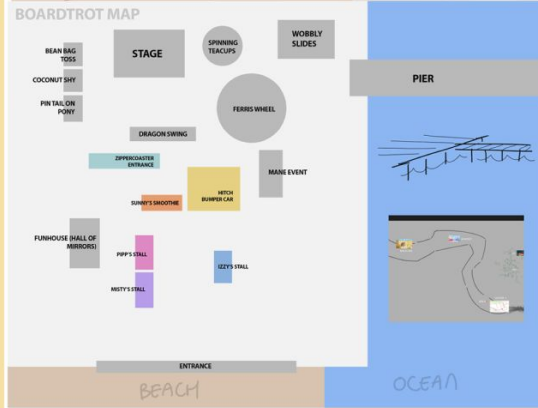 BOARDTROT MAP
BEAN BAG
TOSS
COCONUT SHY
PIN TAIL ON
PONY
STAGE
SPINNING
TEACUPS
WOBBLY
SLIDES
PIER
FERRIS WHEEL
DRAGON SWING
ZIPPERCOASTER
ENTRANCE
MANE EVENT
HITCH
BUMPER CAR
SUNNY'S SMOOTHIE
FUNHOUSE (HALL OF
MIRRORS)
PIPP'S STALL
IZZY'S STALL
MISTY'S STALL
ENTRANCE
BEACH
OCEAN